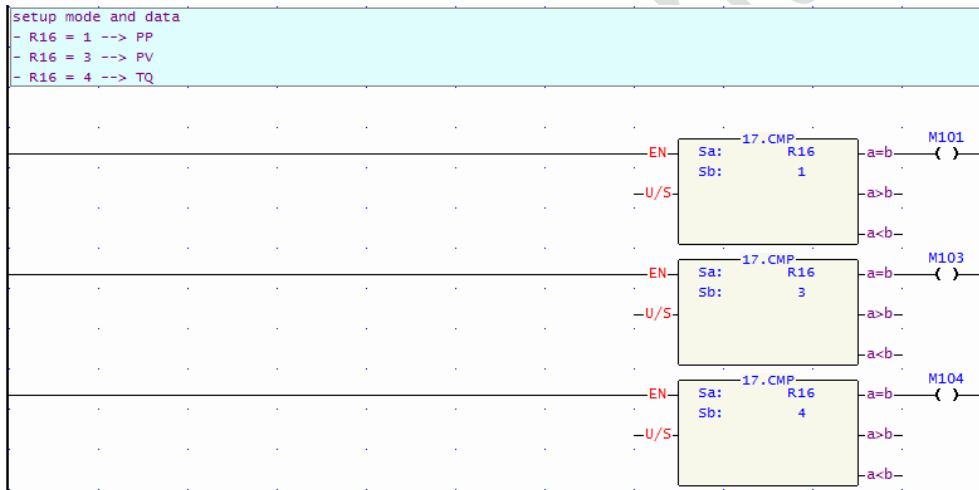 setup mode and data
- R16 = 1 --> PP
- R16 = 3 --> PV
- R16 = 4 --> TQ
17.CMP M101
EN Sa: R16 a=b ( )
Sb: 1
U/S a>b
a<b
17.CMP M103
EN Sa: R16 a=b ( )
Sb: 3
U/S a>b
a<b
17.CMP M104
EN Sa: R16 a=b ( )
Sb: 4
U/S a>b
a<b